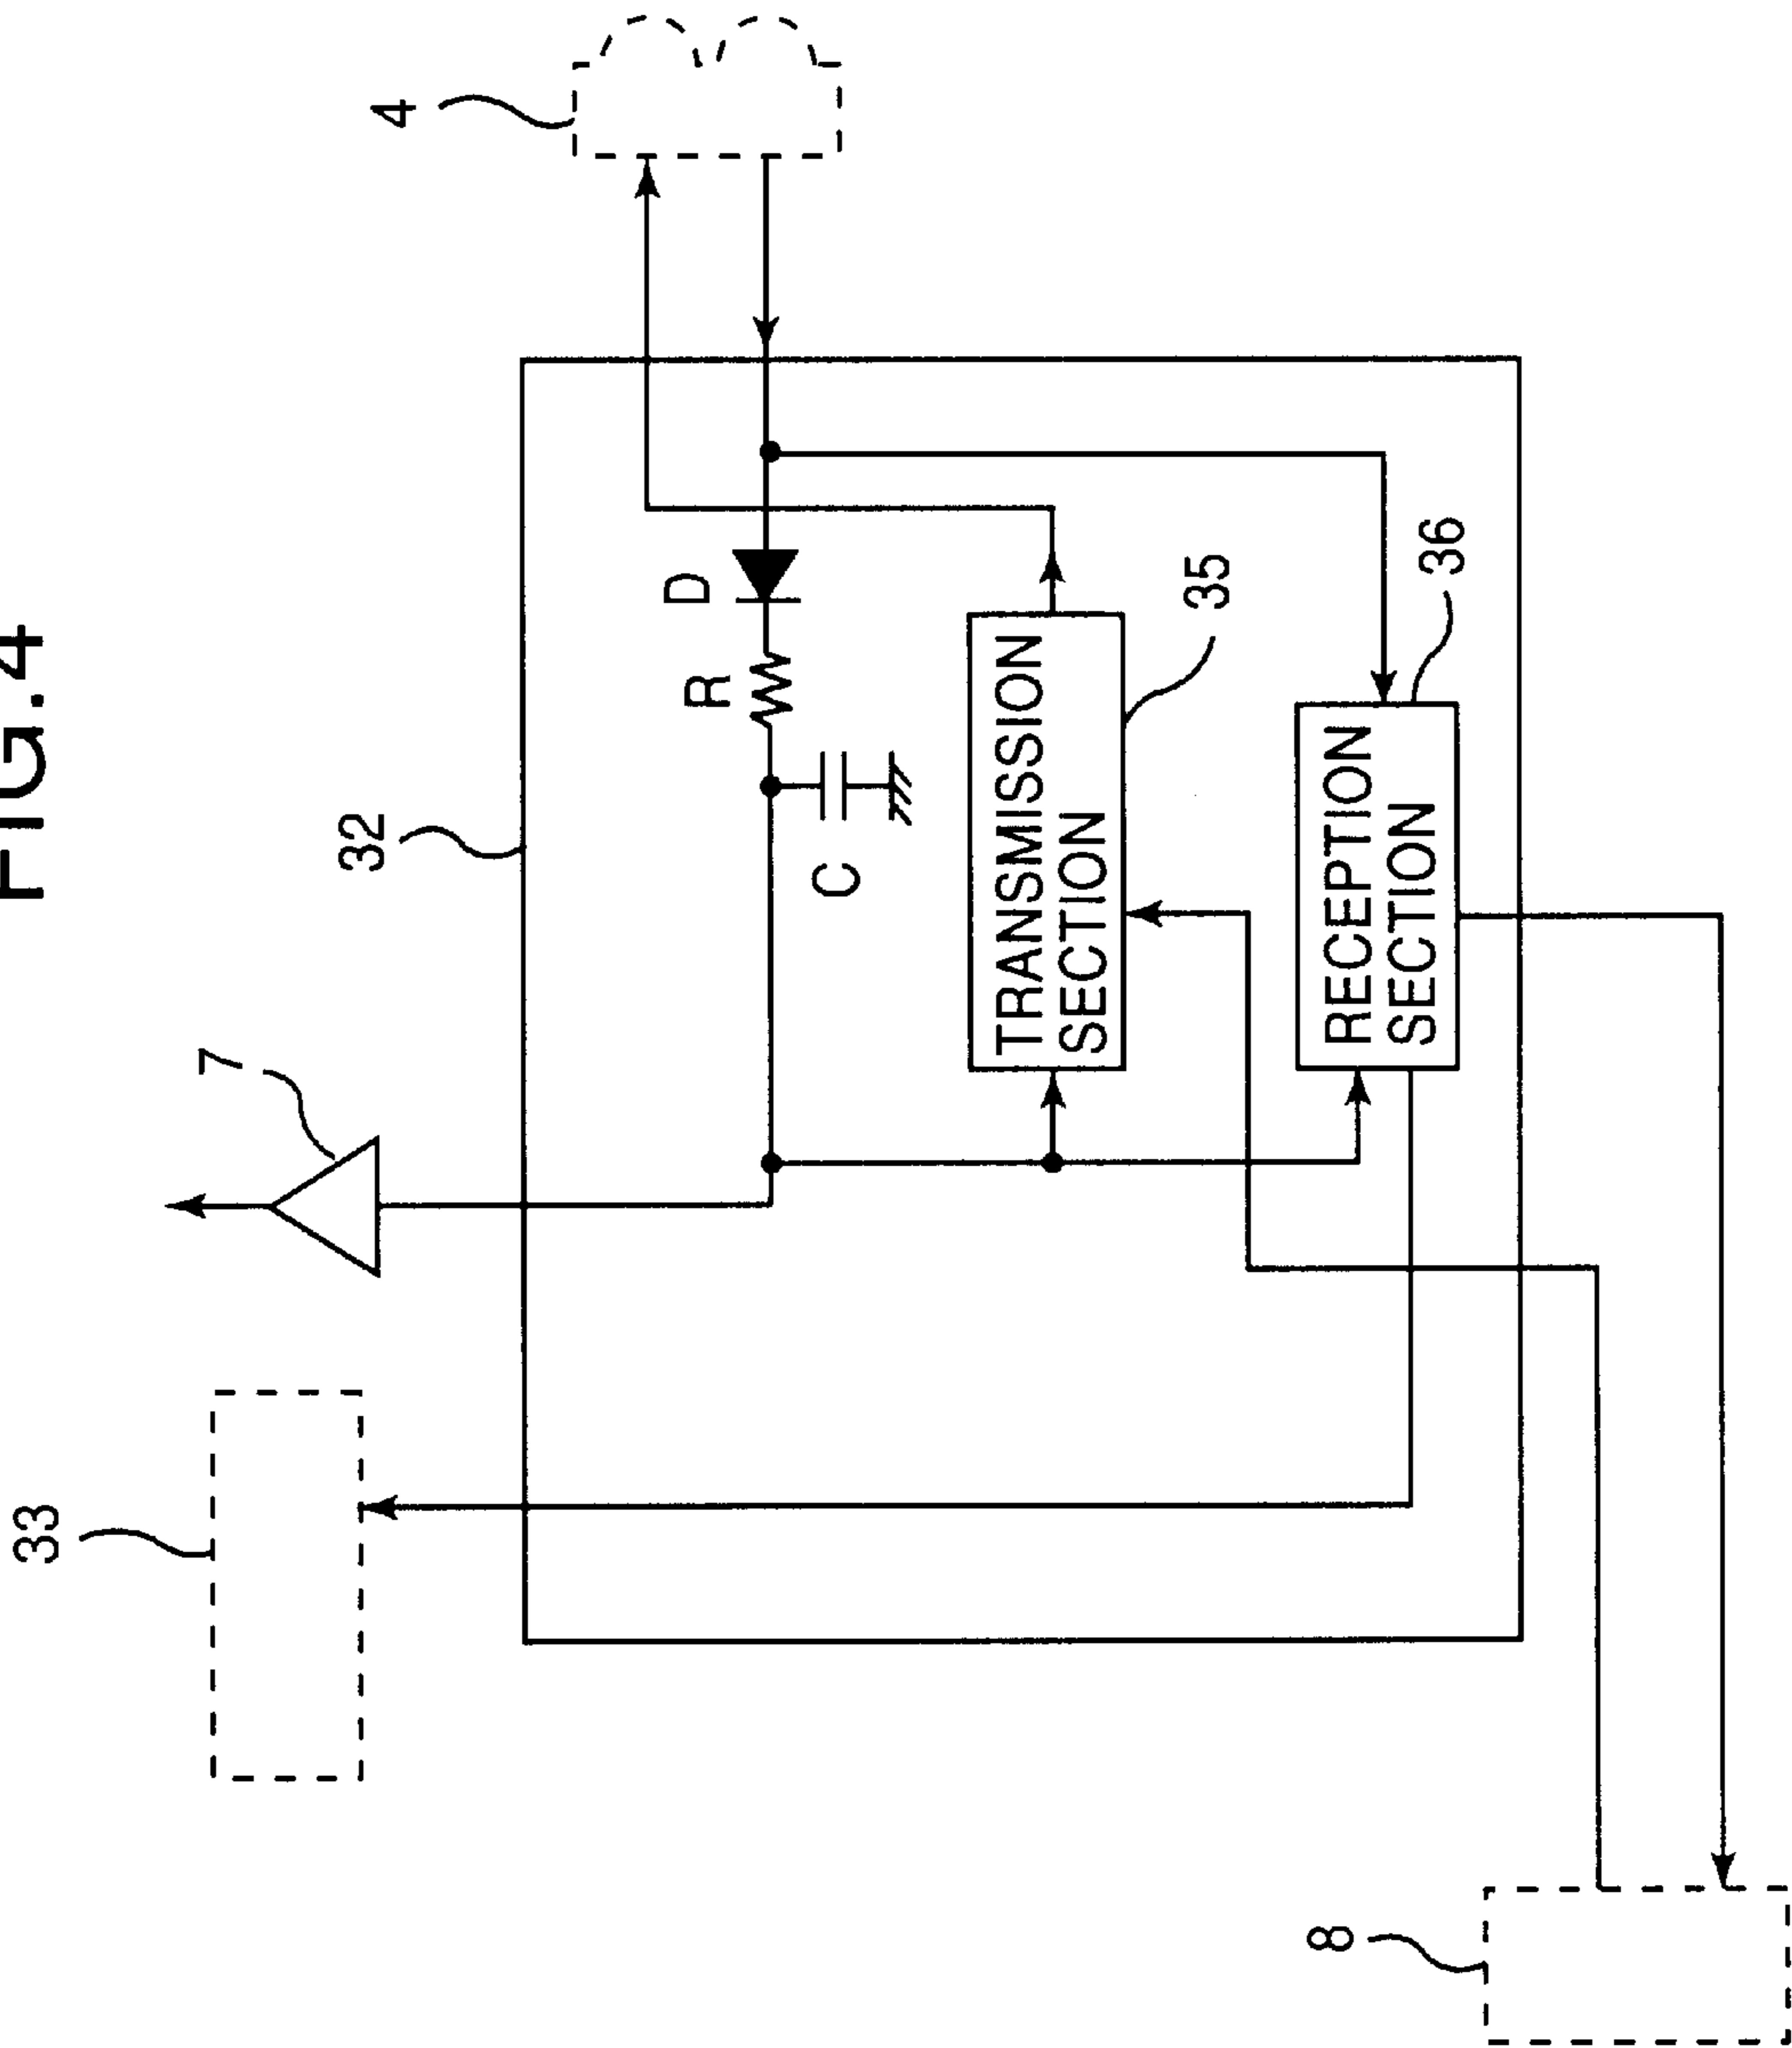 FIG.4
33
7
32
4
D
R
C
TRANSMISSION
SECTION
35
RECEPTION
SECTION
36
8